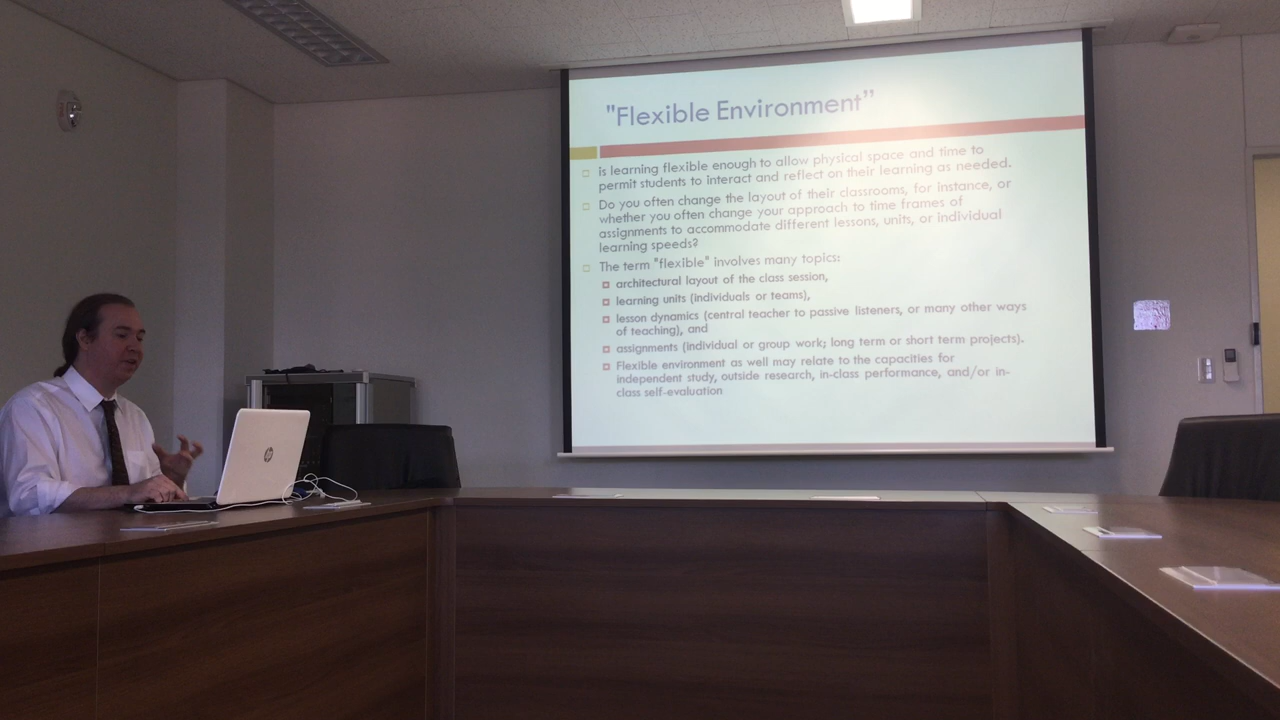 "Flexible Environment”
is learning flexible enough to allow physical space and time to
permit students to interact and reflect on their learning as needed.
Do you often change the layout of their classrooms, for instance, or
whether you often change your approach to time frames of
assignments to accommodate different lessons, units, or individual
learning speeds?
The term "flexible" involves many topics:
architectural layout of the class session,
learning units (individuals or teams),
lesson dynamics (central teacher to passive listeners, or many other ways
of teaching), and
assignments (individual or group work; long term or short term projects).
Flexible environment as well may relate to the capacities for
independent study, outside research, in-class performance, and/or in-
class self-evaluation
hp